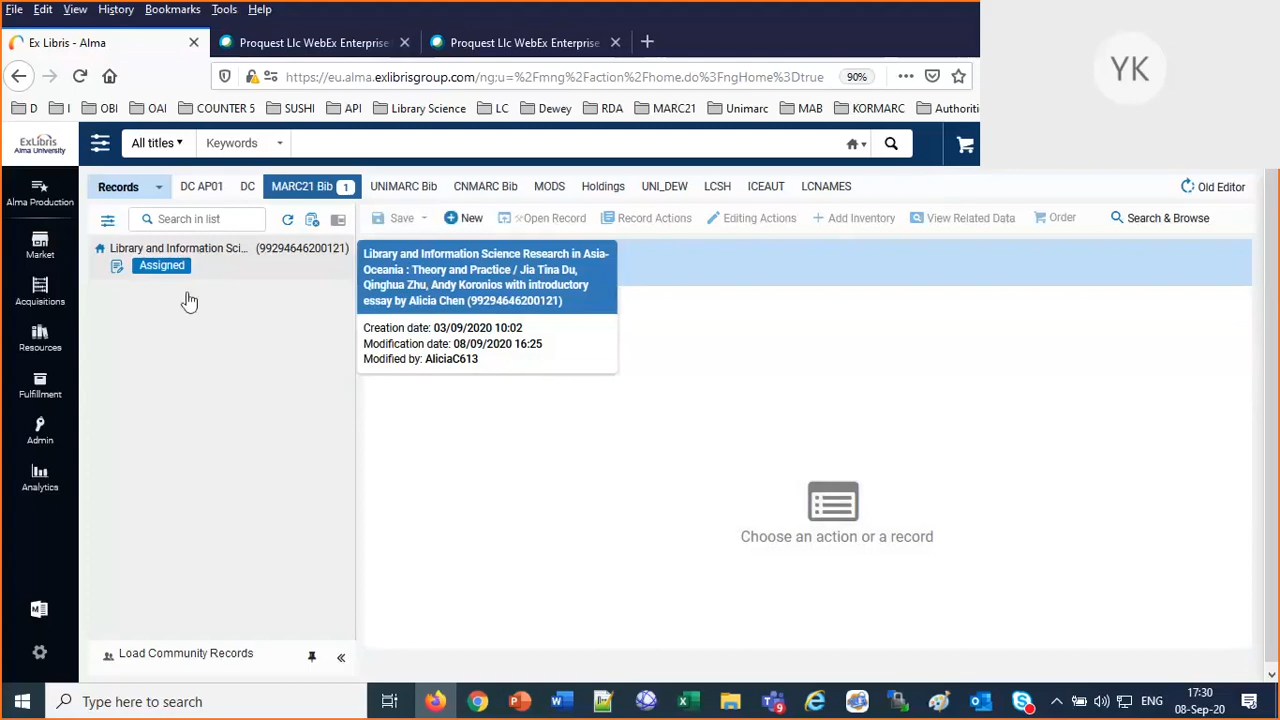 File Edit View History Bookmarks Tools Help
Ex Libris - Alma
Proquest Llc WebEx Enterprise
Proquest Llc WebEx Enterprise
https://eu.alma.exlibrisgroup.com/ng:u=%2Fmng%2Faction%2Fhome.do%3FngHome%3Dtrue 90%
D I OBI OAI COUNTER 5 SUSHI API Library Science LC Dewey RDA MARC21 Unimarc MAB KORMARC Authoriti
YK
ExLibris
Alma University
All titles Keywords
Records DC AP01 DC MARC21 Bib 1 UNIMARC Bib CNMARC Bib MODS Holdings UNI_DEW LCSH ICEAUT LCNAMES Old Editor
Search in list Save New Open Record Record Actions Editing Actions Add Inventory View Related Data Order Search & Browse
Alma Production
Market
Acquisitions
Resources
Fulfillment
Admin
Analytics
Library and Information Sci... (99294646200121)
Assigned
Library and Information Science Research in Asia-
Oceania : Theory and Practice / Jia Tina Du,
Qinghua Zhu, Andy Koronios with introductory
essay by Alicia Chen (99294646200121)
Creation date: 03/09/2020 10:02
Modification date: 08/09/2020 16:25
Modified by: AliciaC613
Choose an action or a record
Load Community Records
Type here to search
ENG
17:30
08-Sep-20